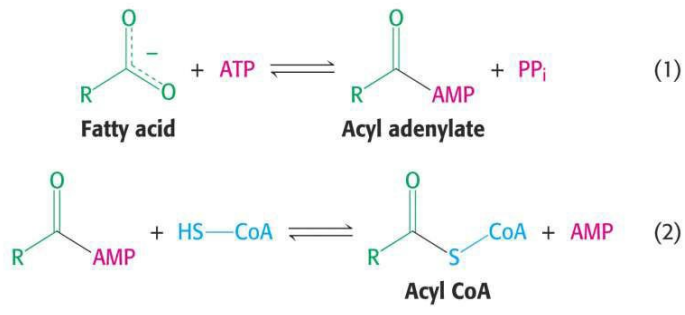 O
O
−
R
+ ATP ⇌
O
R
AMP
+ PPi
(1)
Fatty acid
Acyl adenylate
O
R
AMP
+ HS—CoA ⇌
O
R
S
CoA
+ AMP
(2)
Acyl CoA